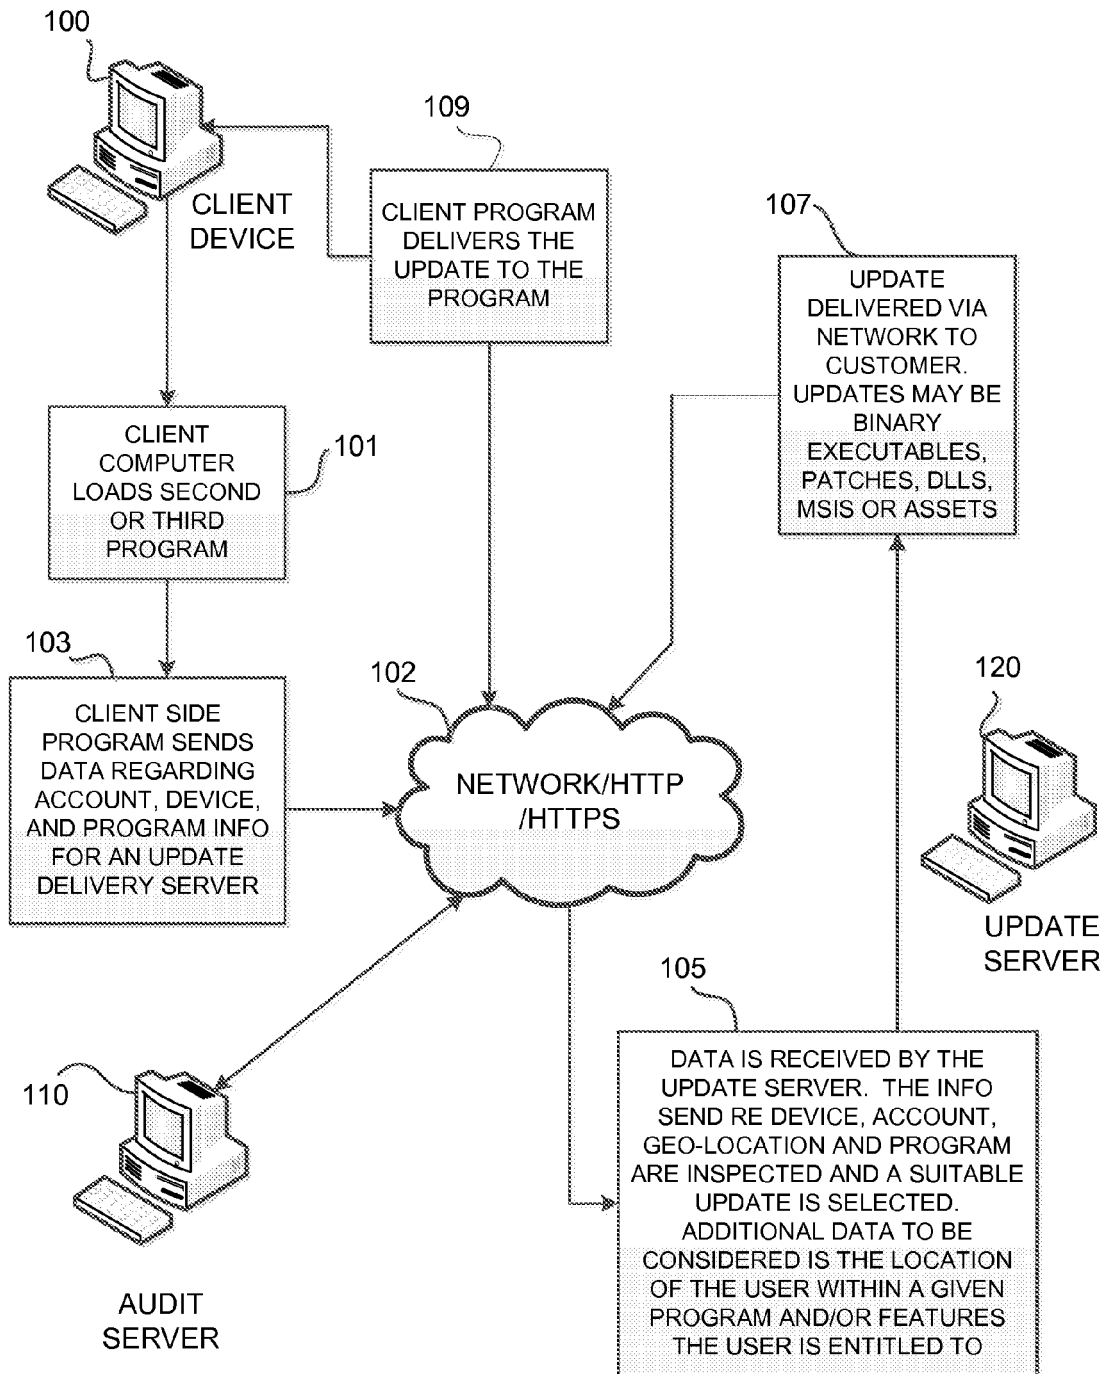 100
CLIENT
DEVICE
109
CLIENT PROGRAM
DELIVERS THE
UPDATE TO THE
PROGRAM
107
UPDATE
DELIVERED VIA
NETWORK TO
CUSTOMER.
UPDATES MAY BE
BINARY
EXECUTABLES,
PATCHES, DLLS,
MSIS OR ASSETS
CLIENT
COMPUTER
LOADS SECOND
OR THIRD
PROGRAM
101
103
CLIENT SIDE
PROGRAM SENDS
DATA REGARDING
ACCOUNT, DEVICE,
AND PROGRAM INFO
FOR AN UPDATE
DELIVERY SERVER
102
NETWORK/HTTP
/HTTPS
120
UPDATE
SERVER
105
DATA IS RECEIVED BY THE
UPDATE SERVER. THE INFO
SEND RE DEVICE, ACCOUNT,
GEO-LOCATION AND PROGRAM
ARE INSPECTED AND A SUITABLE
UPDATE IS SELECTED.
ADDITIONAL DATA TO BE
CONSIDERED IS THE LOCATION
OF THE USER WITHIN A GIVEN
PROGRAM AND/OR FEATURES
THE USER IS ENTITLED TO
110
AUDIT
SERVER